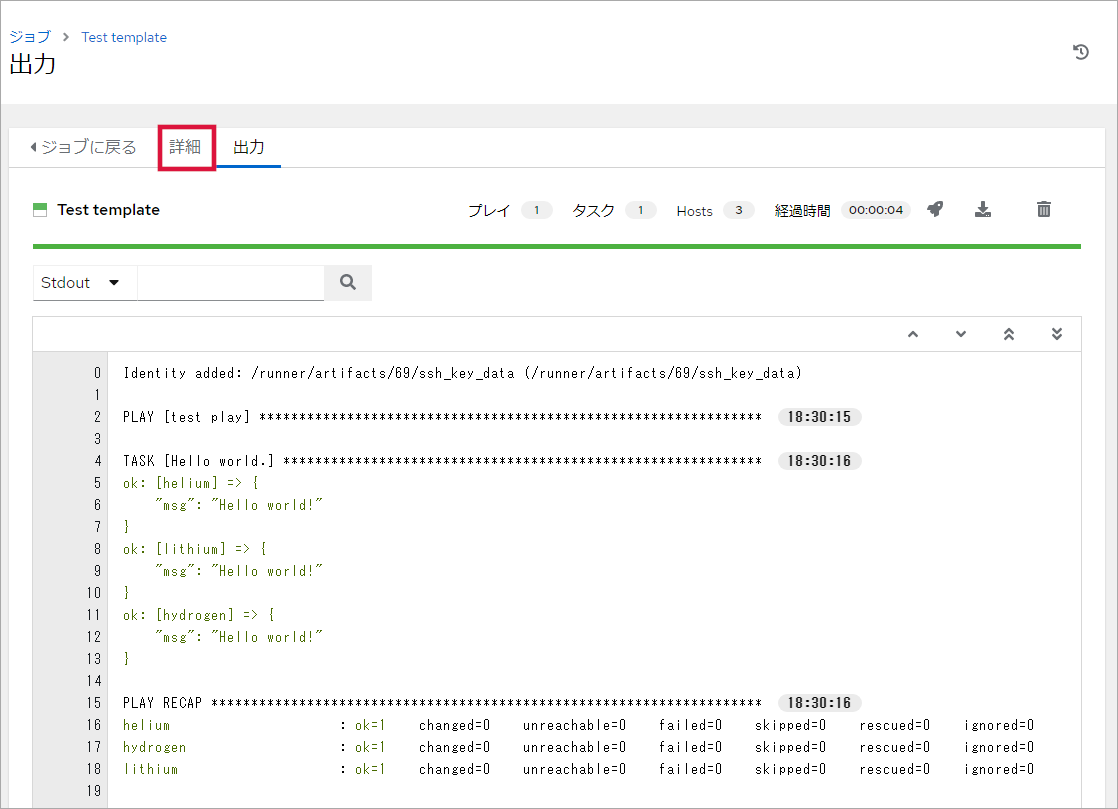 ジョブ > Test template
出力
ジョブに戻る 詳細 出力
Test template プレイ 1 タスク 1 Hosts 3 経過時間 00:00:04
Stdout
0 Identity added: /runner/artifacts/69/ssh_key_data (/runner/artifacts/69/ssh_key_data)
1
2 PLAY [test play] *************************************************************** 18:30:15
3
4 TASK [Hello world.] ************************************************************ 18:30:16
5 ok: [helium] => {
6 "msg": "Hello world!"
7 }
8 ok: [lithium] => {
9 "msg": "Hello world!"
10 }
11 ok: [hydrogen] => {
12 "msg": "Hello world!"
13 }
14
15 PLAY RECAP ********************************************************************* 18:30:16
16 helium : ok=1 changed=0 unreachable=0 failed=0 skipped=0 rescued=0 ignored=0
17 hydrogen : ok=1 changed=0 unreachable=0 failed=0 skipped=0 rescued=0 ignored=0
18 lithium : ok=1 changed=0 unreachable=0 failed=0 skipped=0 rescued=0 ignored=0
19